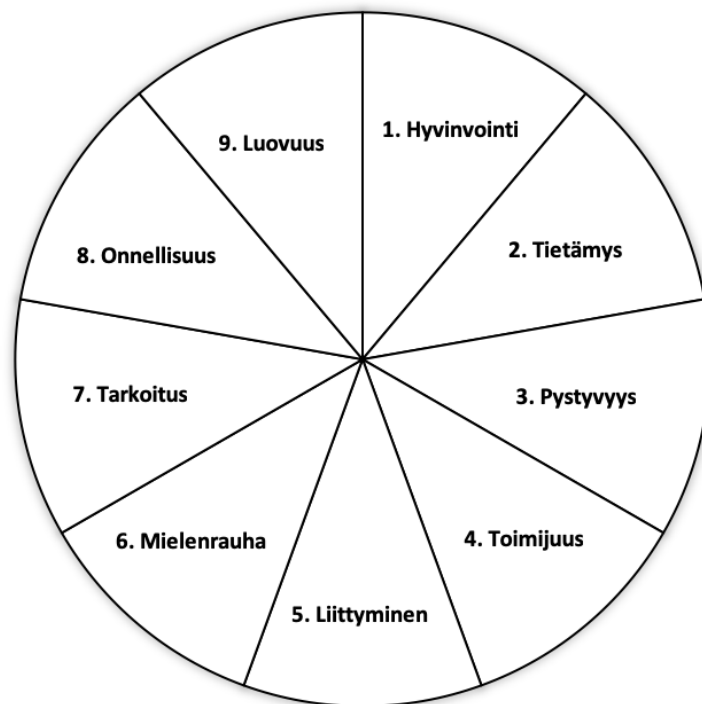 1. Hyvinvointi
2. Tietämys
3. Pystyvyys
4. Toimijuus
5. Liittyminen
6. Mielenrauha
7. Tarkoitus
8. Onnellisuus
9. Luovuus